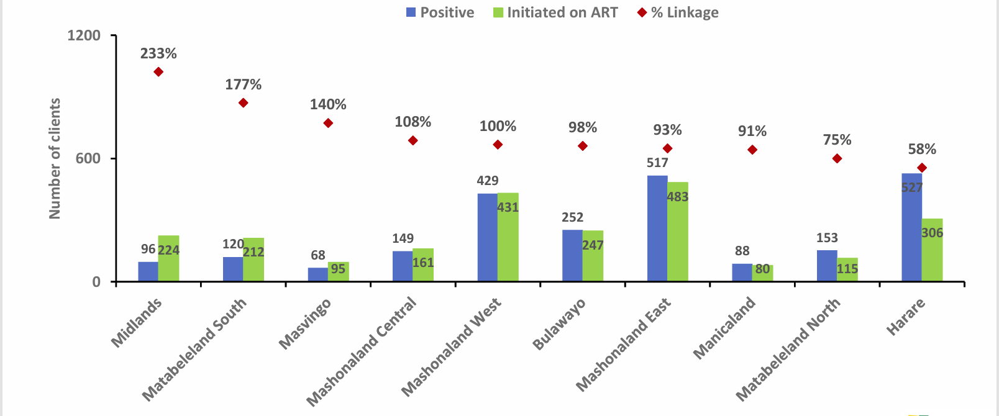 Positive Initiated on ART % Linkage
1200
600
0
Number of clients
233%
177%
140%
108%
100%
98%
93%
91%
75%
58%
96 224
120 212
68 95
149 161
429 431
252 247
517 483
88 80
153 115
527 306
Midlands
Matabeleland South
Masvingo
Mashonaland Central
Mashonaland West
Bulawayo
Mashonaland East
Manicaland
Matabeleland North
Harare